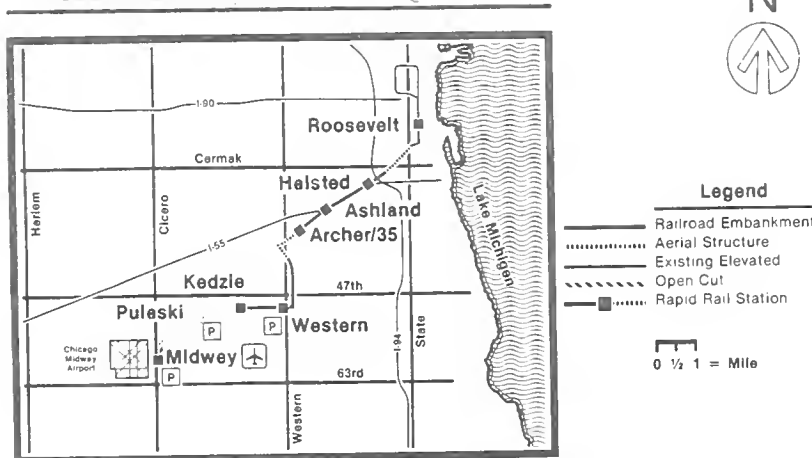 N
I-90
Roosevelt
Cermak
Halsted
Harlem
Cicero
Ashland
Archer/35
Lake Michigen
I-55
Kedzie
47th
Puleski
P
P
Western
I-94
State
Chicago
Midway
Airport
Midwey
P
63rd
Western
Legend
Railroad Embankment
Aerial Structure
Existing Elevated
Open Cut
Rapid Rail Station
0 ½ 1 = Mile